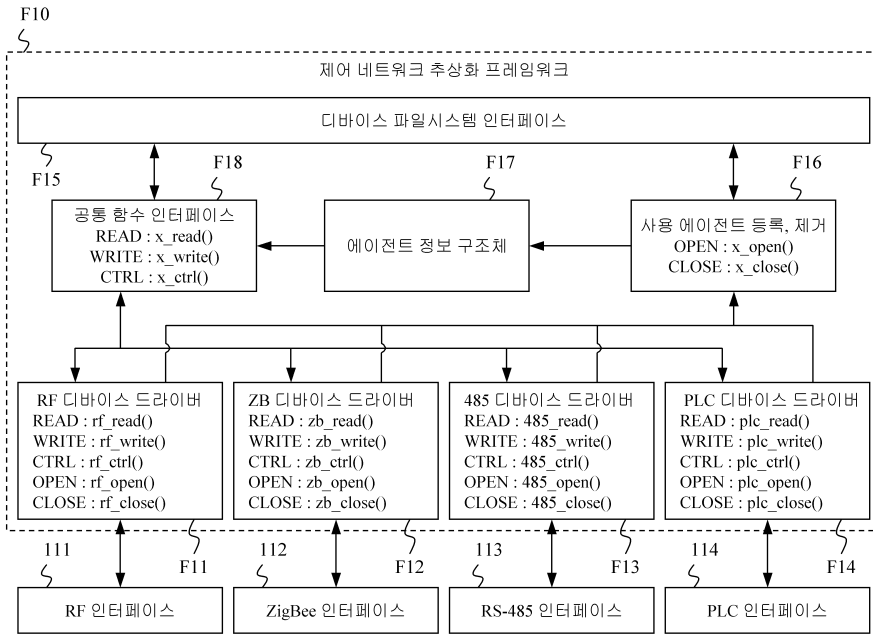 F10
제어 네트워크 추상화 프레임워크
디바이스 파일시스템 인터페이스
F15
F18
F17
F16
공통 함수 인터페이스
READ : x_read()
WRITE : x_write()
CTRL : x_ctrl()
에이전트 정보 구조체
사용 에이전트 등록, 제거
OPEN : x_open()
CLOSE : x_close()
RF 디바이스 드라이버
READ : rf_read()
WRITE : rf_write()
CTRL : rf_ctrl()
OPEN : rf_open()
CLOSE : rf_close()
ZB 디바이스 드라이버
READ : zb_read()
WRITE : zb_write()
CTRL : zb_ctrl()
OPEN : zb_open()
CLOSE : zb_close()
485 디바이스 드라이버
READ : 485_read()
WRITE : 485_write()
CTRL : 485_ctrl()
OPEN : 485_open()
CLOSE : 485_close()
PLC 디바이스 드라이버
READ : plc_read()
WRITE : plc_write()
CTRL : plc_ctrl()
OPEN : plc_open()
CLOSE : plc_close()
111
F11
112
F12
113
F13
114
F14
RF 인터페이스
ZigBee 인터페이스
RS-485 인터페이스
PLC 인터페이스